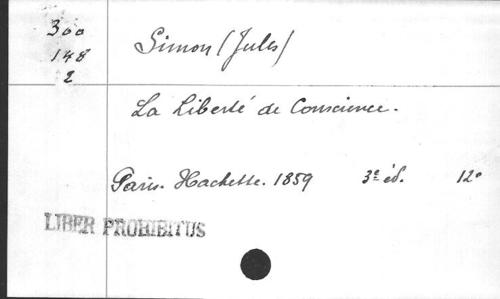 300
148
2
Simon (Jules)
La Liberté de Conscience.
Paris. Hachette. 1859 3e éd. 12°
LIBER PROHIBITUS